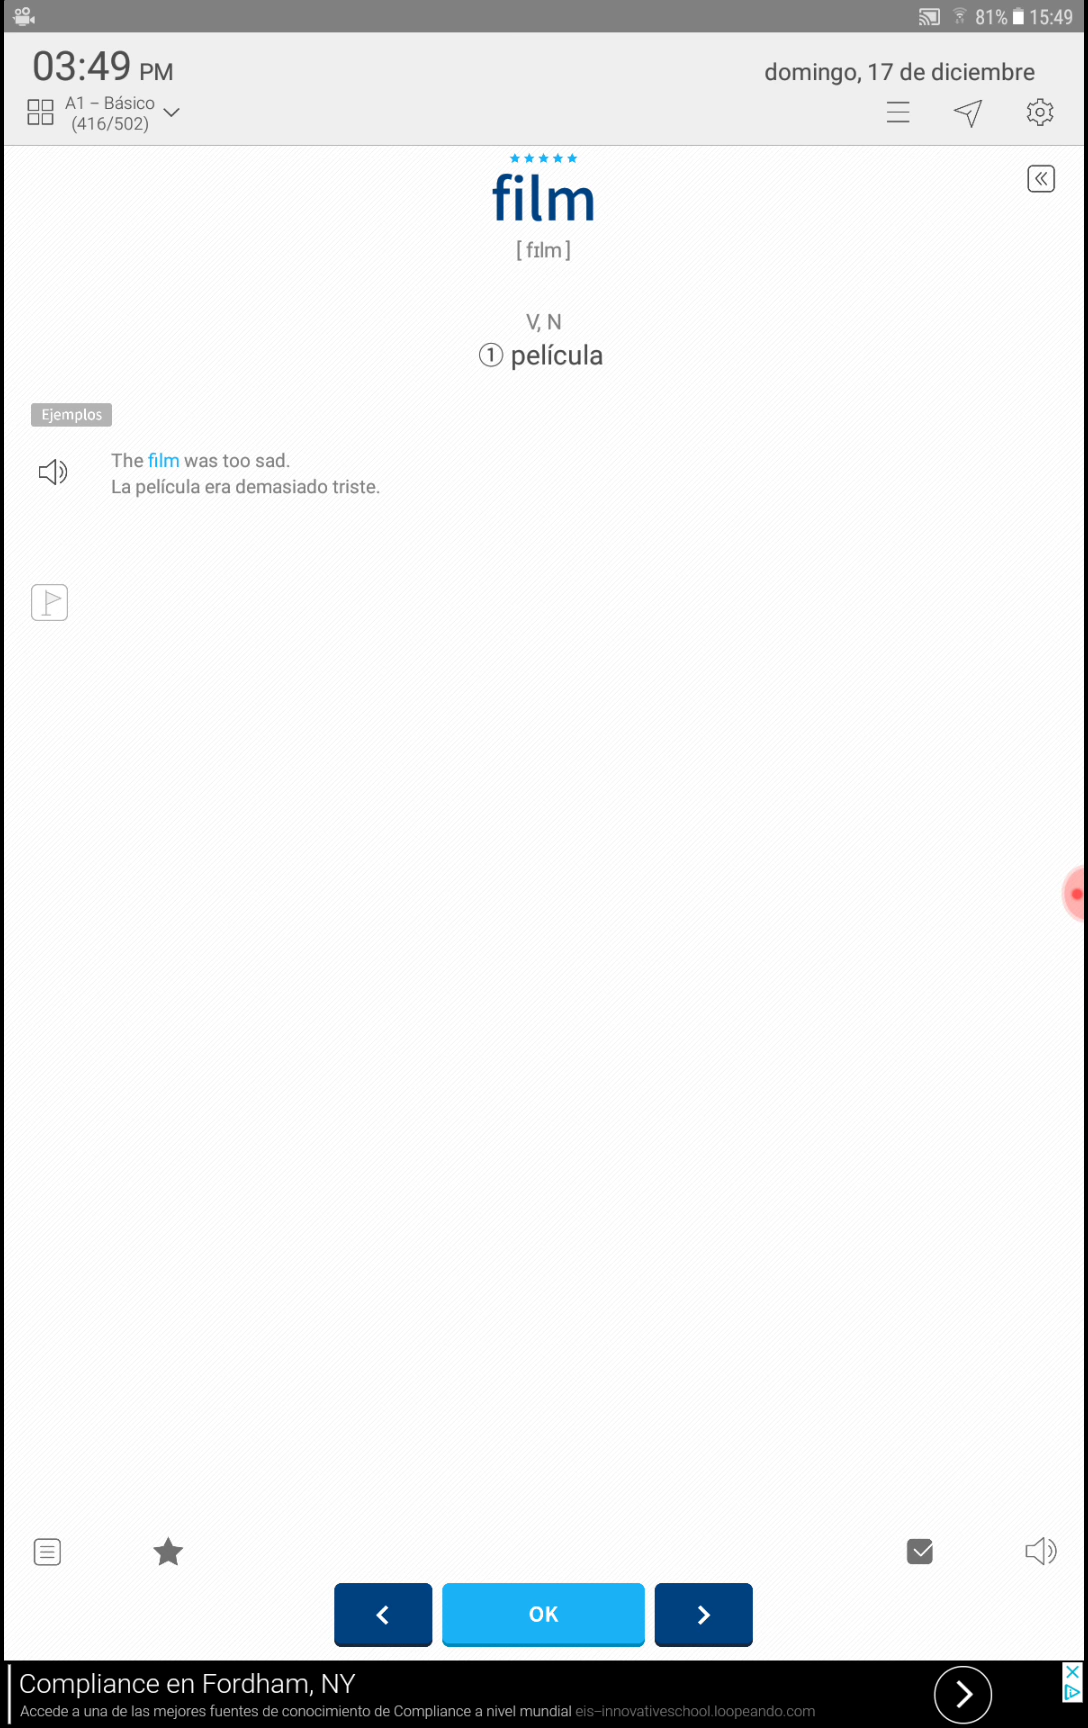 81% 15:49
03:49 PM
domingo, 17 de diciembre
A1 – Básico
(416/502)
film
[ fɪlm ]
V, N
① película
Ejemplos
The film was too sad.
La película era demasiado triste.
OK
Compliance en Fordham, NY
Accede a una de las mejores fuentes de conocimiento de Compliance a nivel mundial eis-innovativeschool.loopeando.com